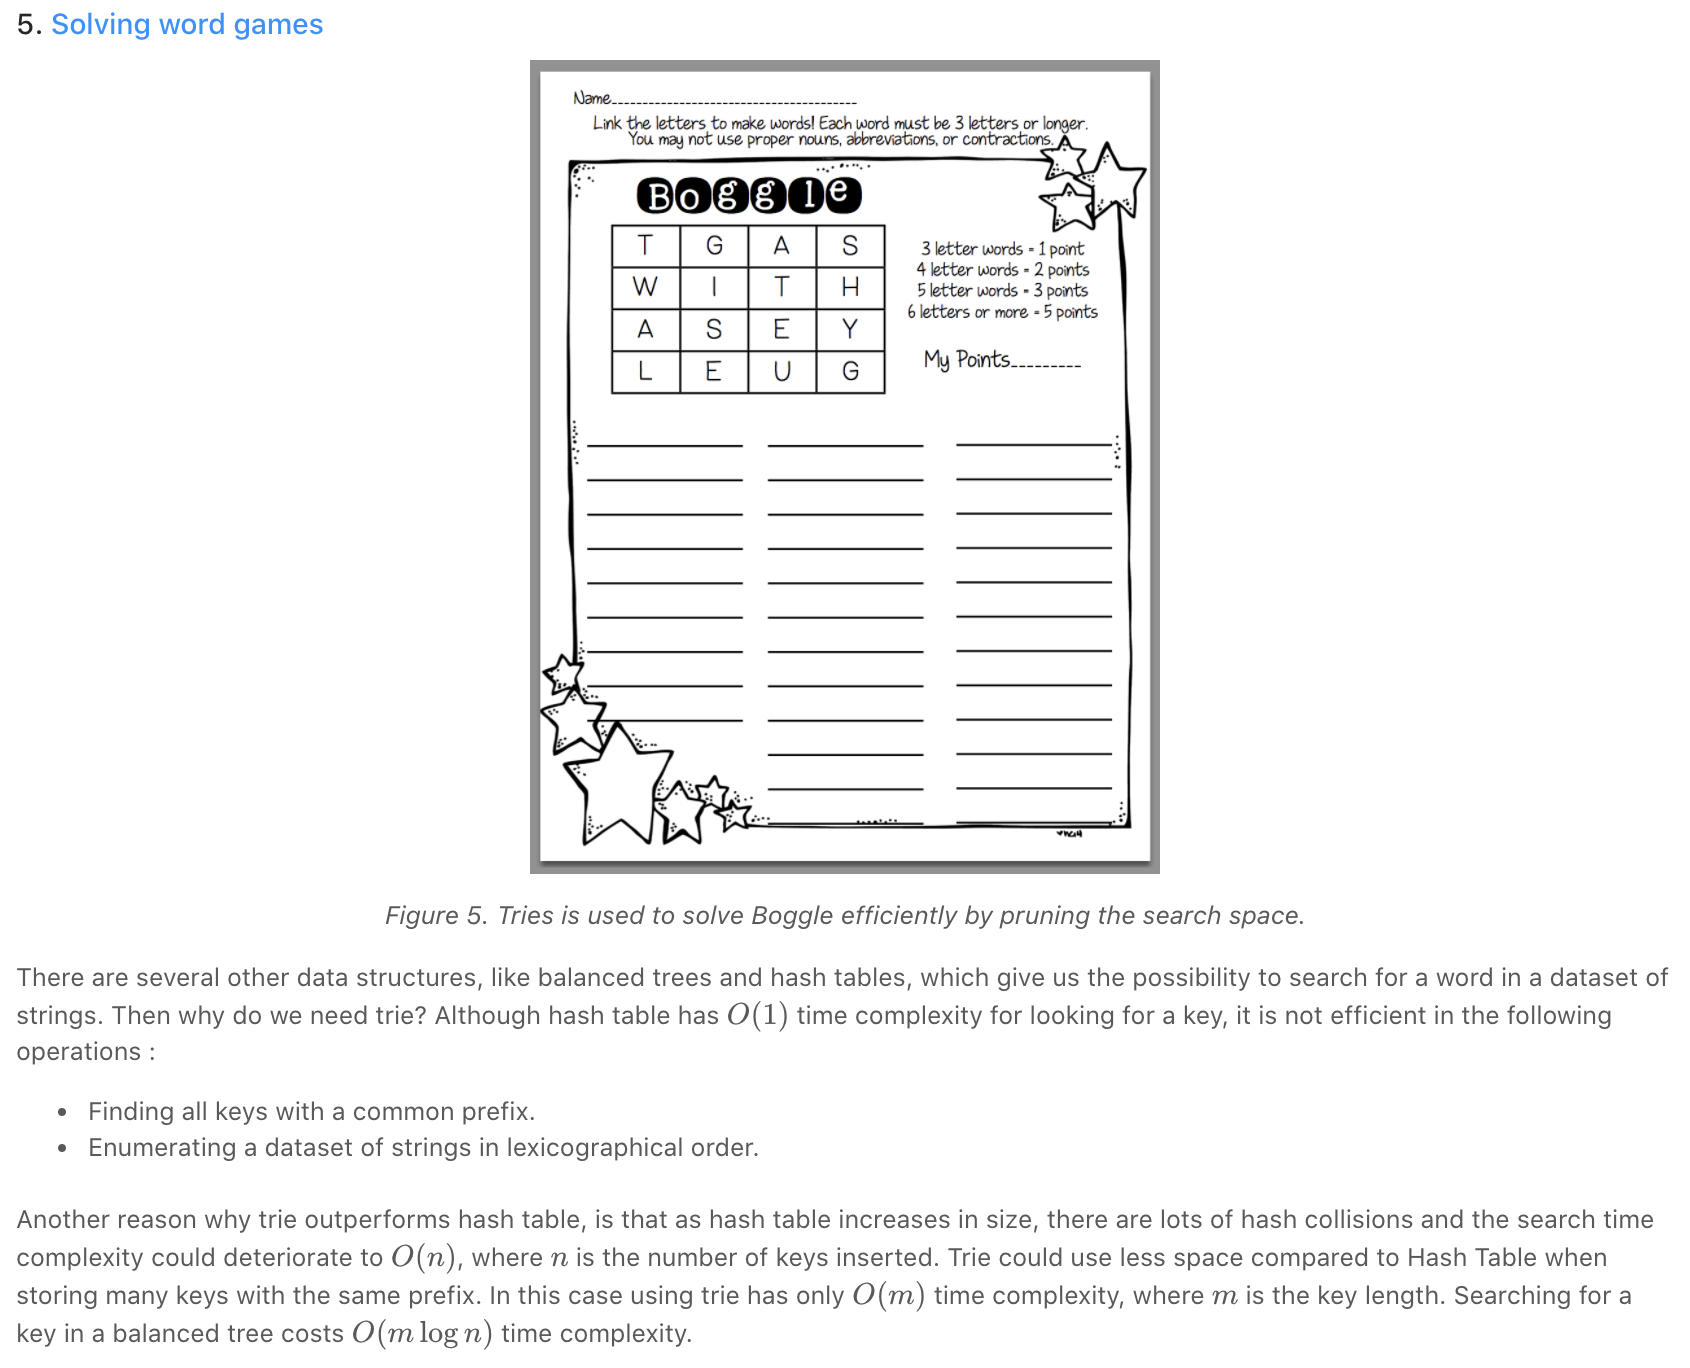 5. Solving word games
Name
Link the letters to make words! Each word must be 3 letters or longer.
You may not use proper nouns, abbreviations, or contractions.
Boggle
T G A S
W I T H
A S E Y
L E U G
3 letter words - 1 point
4 letter words - 2 points
5 letter words - 3 points
6 letters or more - 5 points
My Points
Figure 5. Tries is used to solve Boggle efficiently by pruning the search space.
There are several other data structures, like balanced trees and hash tables, which give us the possibility to search for a word in a dataset of
strings. Then why do we need trie? Although hash table has O(1) time complexity for looking for a key, it is not efficient in the following
operations :
• Finding all keys with a common prefix.
• Enumerating a dataset of strings in lexicographical order.
Another reason why trie outperforms hash table, is that as hash table increases in size, there are lots of hash collisions and the search time
complexity could deteriorate to O(n), where n is the number of keys inserted. Trie could use less space compared to Hash Table when
storing many keys with the same prefix. In this case using trie has only O(m) time complexity, where m is the key length. Searching for a
key in a balanced tree costs O(m log n) time complexity.